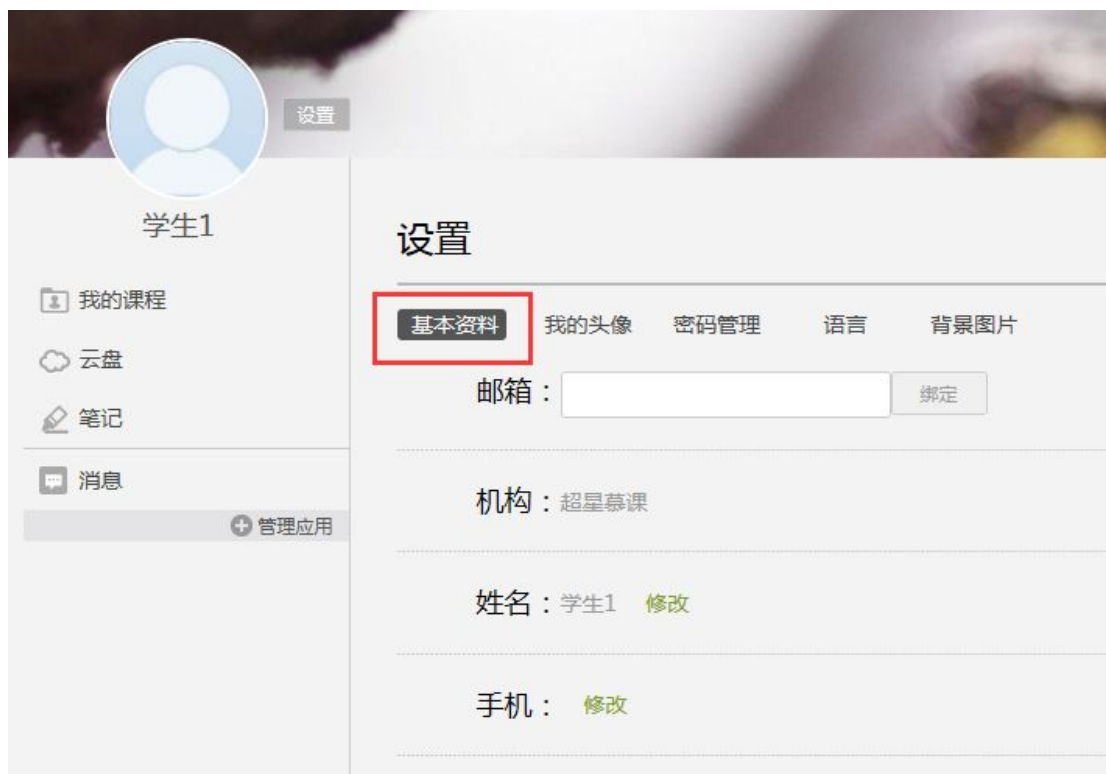 设置
学生1
我的课程
云盘
笔记
消息
管理应用
设置
基本资料 我的头像 密码管理 语言 背景图片
邮箱： 绑定
机构：超星慕课
姓名：学生1 修改
手机： 修改